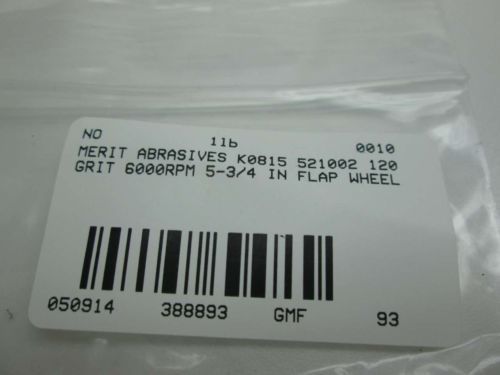 NO 11b 0010
MERIT ABRASIVES K0815 521002 120
GRIT 6000RPM 5-3/4 IN FLAP WHEEL
050914 388893 GMF 93